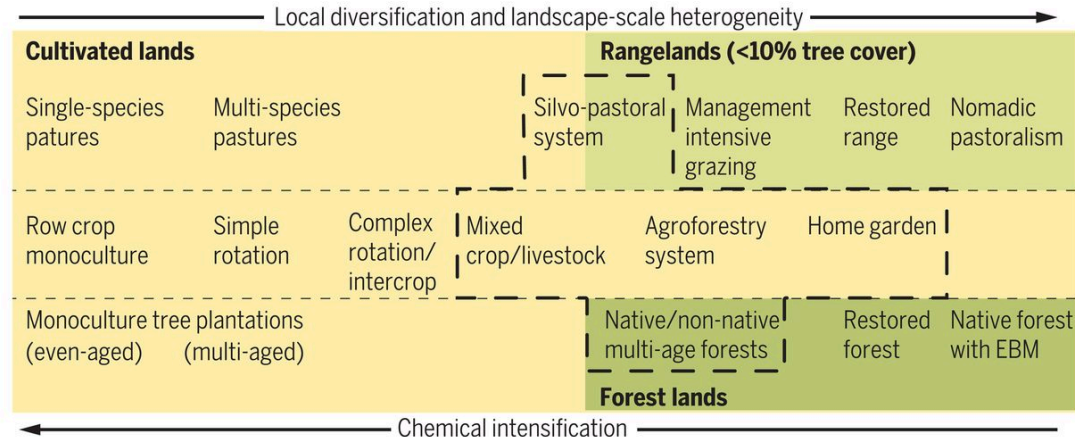 Local diversification and landscape-scale heterogeneity
Cultivated lands
Rangelands (<10% tree cover)
Single-species
patures
Multi-species
pastures
Silvo-pastoral
system
Management
intensive
grazing
Restored
range
Nomadic
pastoralism
Row crop
monoculture
Simple
rotation
Complex
rotation/
intercrop
Mixed
crop/livestock
Agroforestry
system
Home garden
Monoculture tree plantations
(even-aged) (multi-aged)
Native/non-native
multi-age forests
Restored
forest
Native forest
with EBM
Forest lands
Chemical intensification